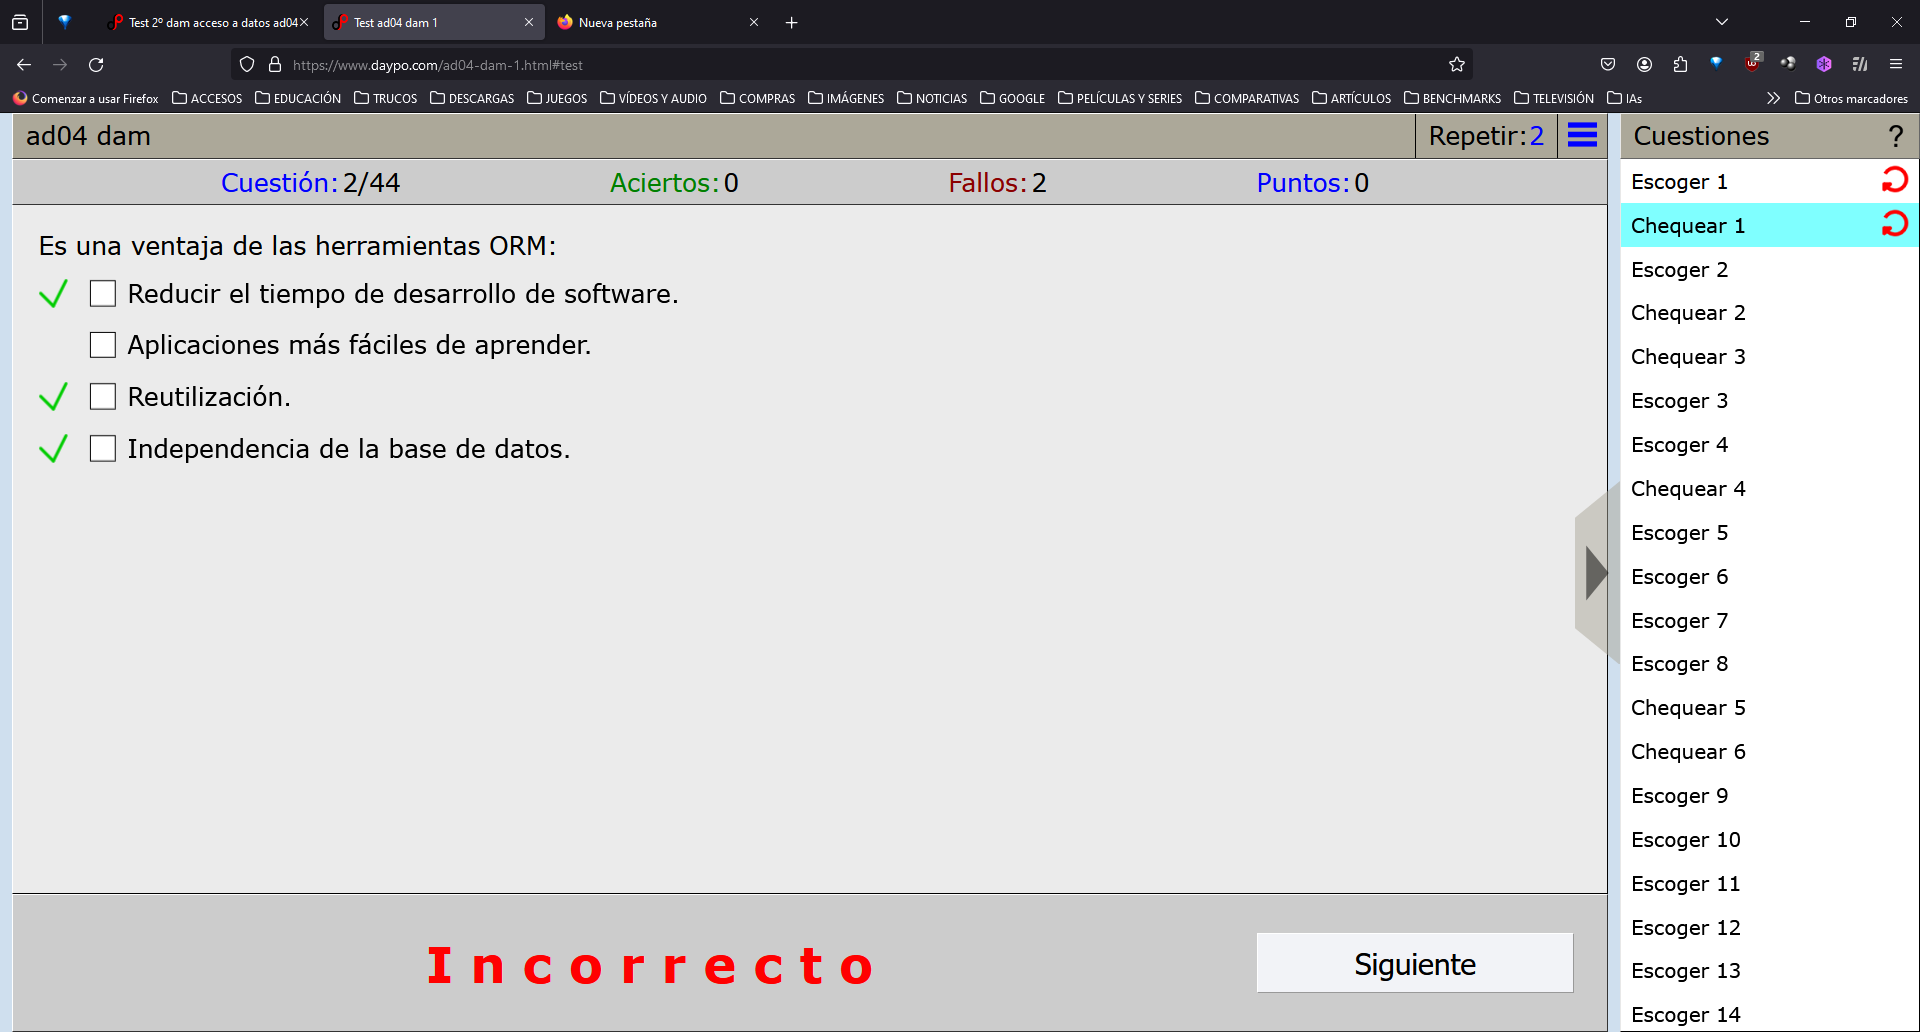 Test 2º dam acceso a datos ad04
Test ad04 dam 1
Nueva pestaña
https://www.daypo.com/ad04-dam-1.html#test
2
Comenzar a usar Firefox
ACCESOS
EDUCACIÓN
TRUCOS
DESCARGAS
JUEGOS
VÍDEOS Y AUDIO
COMPRAS
IMÁGENES
NOTICIAS
GOOGLE
PELÍCULAS Y SERIES
COMPARATIVAS
ARTÍCULOS
BENCHMARKS
TELEVISIÓN
IAs
Otros marcadores
ad04 dam
Repetir:2
Cuestión:2/44
Aciertos:0
Fallos:2
Puntos:0
Es una ventaja de las herramientas ORM:
Reducir el tiempo de desarrollo de software.
Aplicaciones más fáciles de aprender.
Reutilización.
Independencia de la base de datos.
Incorrecto
Siguiente
Cuestiones
?
Escoger 1
Chequear 1
Escoger 2
Chequear 2
Chequear 3
Escoger 3
Escoger 4
Chequear 4
Escoger 5
Escoger 6
Escoger 7
Escoger 8
Chequear 5
Chequear 6
Escoger 9
Escoger 10
Escoger 11
Escoger 12
Escoger 13
Escoger 14